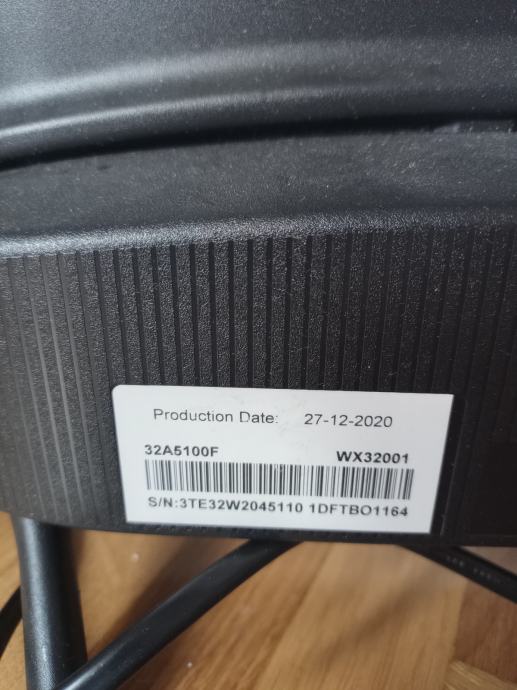 Production Date: 27-12-2020
32A5100F WX32001
S/N:3TE32W2045110 1DFTBO1164